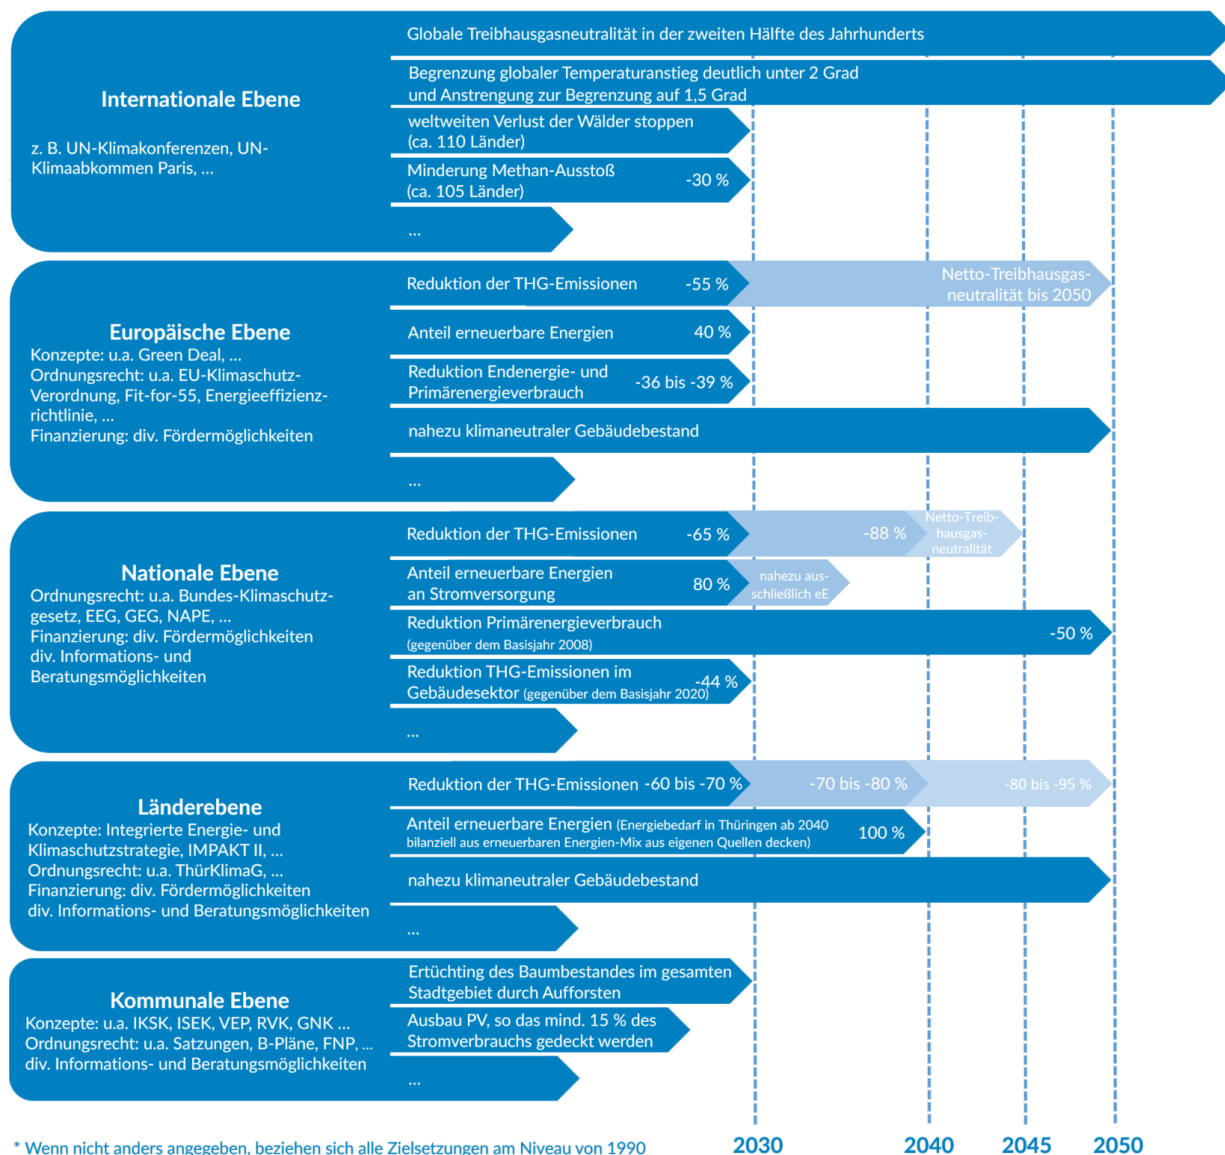 Internationale Ebene
z. B. UN-Klimakonferenzen, UN-
Klimaabkommen Paris, ...
Globale Treibhausgasneutralität in der zweiten Hälfte des Jahrhunderts
Begrenzung globaler Temperaturanstieg deutlich unter 2 Grad
und Anstrengung zur Begrenzung auf 1,5 Grad
weltweiten Verlust der Wälder stoppen
(ca. 110 Länder)
Minderung Methan-Ausstoß
(ca. 105 Länder)
-30 %
...
Europäische Ebene
Konzepte: u.a. Green Deal, ...
Ordnungsrecht: u.a. EU-Klimaschutz-
Verordnung, Fit-for-55, Energieeffizienz-
richtlinie, ...
Finanzierung: div. Fördermöglichkeiten
Reduktion der THG-Emissionen
-55 %
Netto-Treibhausgas-
neutralität bis 2050
Anteil erneuerbare Energien
40 %
Reduktion Endenergie- und
Primärenergieverbrauch
-36 bis -39 %
nahezu klimaneutraler Gebäudebestand
...
Nationale Ebene
Ordnungsrecht: u.a. Bundes-Klimaschutz-
gesetz, EEG, GEG, NAPE, ...
Finanzierung: div. Fördermöglichkeiten
div. Informations- und
Beratungsmöglichkeiten
Reduktion der THG-Emissionen
-65 %
-88 %
Netto-Treib-
hausgas-
neutralität
Anteil erneuerbare Energien
an Stromversorgung
80 %
nahezu aus-
schließlich eE
Reduktion Primärenergieverbrauch
(gegenüber dem Basisjahr 2008)
-50 %
Reduktion THG-Emissionen im
Gebäudesektor (gegenüber dem Basisjahr 2020)
-44 %
...
Länderebene
Konzepte: Integrierte Energie- und
Klimaschutzstrategie, IMPAKT II, ...
Ordnungsrecht: u.a. ThürKlimaG, ...
Finanzierung: div. Fördermöglichkeiten
div. Informations- und Beratungsmöglichkeiten
Reduktion der THG-Emissionen -60 bis -70 %
-70 bis -80 %
-80 bis -95 %
Anteil erneuerbare Energien (Energiebedarf in Thüringen ab 2040
bilanziell aus erneuerbaren Energien-Mix aus eigenen Quellen decken)
100 %
nahezu klimaneutraler Gebäudebestand
...
Kommunale Ebene
Konzepte: u.a. IKSK, ISEK, VEP, RVK, GNK ...
Ordnungsrecht: u.a. Satzungen, B-Pläne, FNP, ...
div. Informations- und Beratungsmöglichkeiten
Ertüchting des Baumbestandes im gesamten
Stadtgebiet durch Aufforsten
Ausbau PV, so das mind. 15 % des
Stromverbrauchs gedeckt werden
...
* Wenn nicht anders angegeben, beziehen sich alle Zielsetzungen am Niveau von 1990
2030
2040
2045
2050